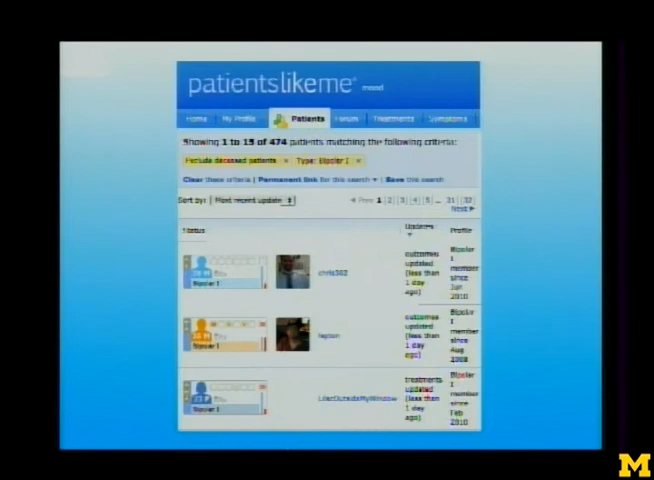 patientslikeme® mood
Home My Profile Patients Forum Treatments Symptoms
Showing 1 to 15 of 474 patients matching the following criteria:
Exclude deceased patients × Type: Bipolar I ×
Clear these criteria | Permanent link for this search ▾ | Save this search
Sort by: Most recent update
◄ Prev 1 |2| |3| |4| |5| ... |31| |32|
Next ►
Status Updates Profile
Bipolar I
chris302
outcomes
updated
(less than
1 day
ago)
Bipolar
I
member
since
Jun
2010
Bipolar I
outcomes
updated
(less than
1 day
ago)
Bipolar
I
member
since
Aug
Bipolar I
LilacOutsideMyWindow
treatments
updated
(less than
1 day
ago)
Bipolar
I
member
since
Feb
2010
M